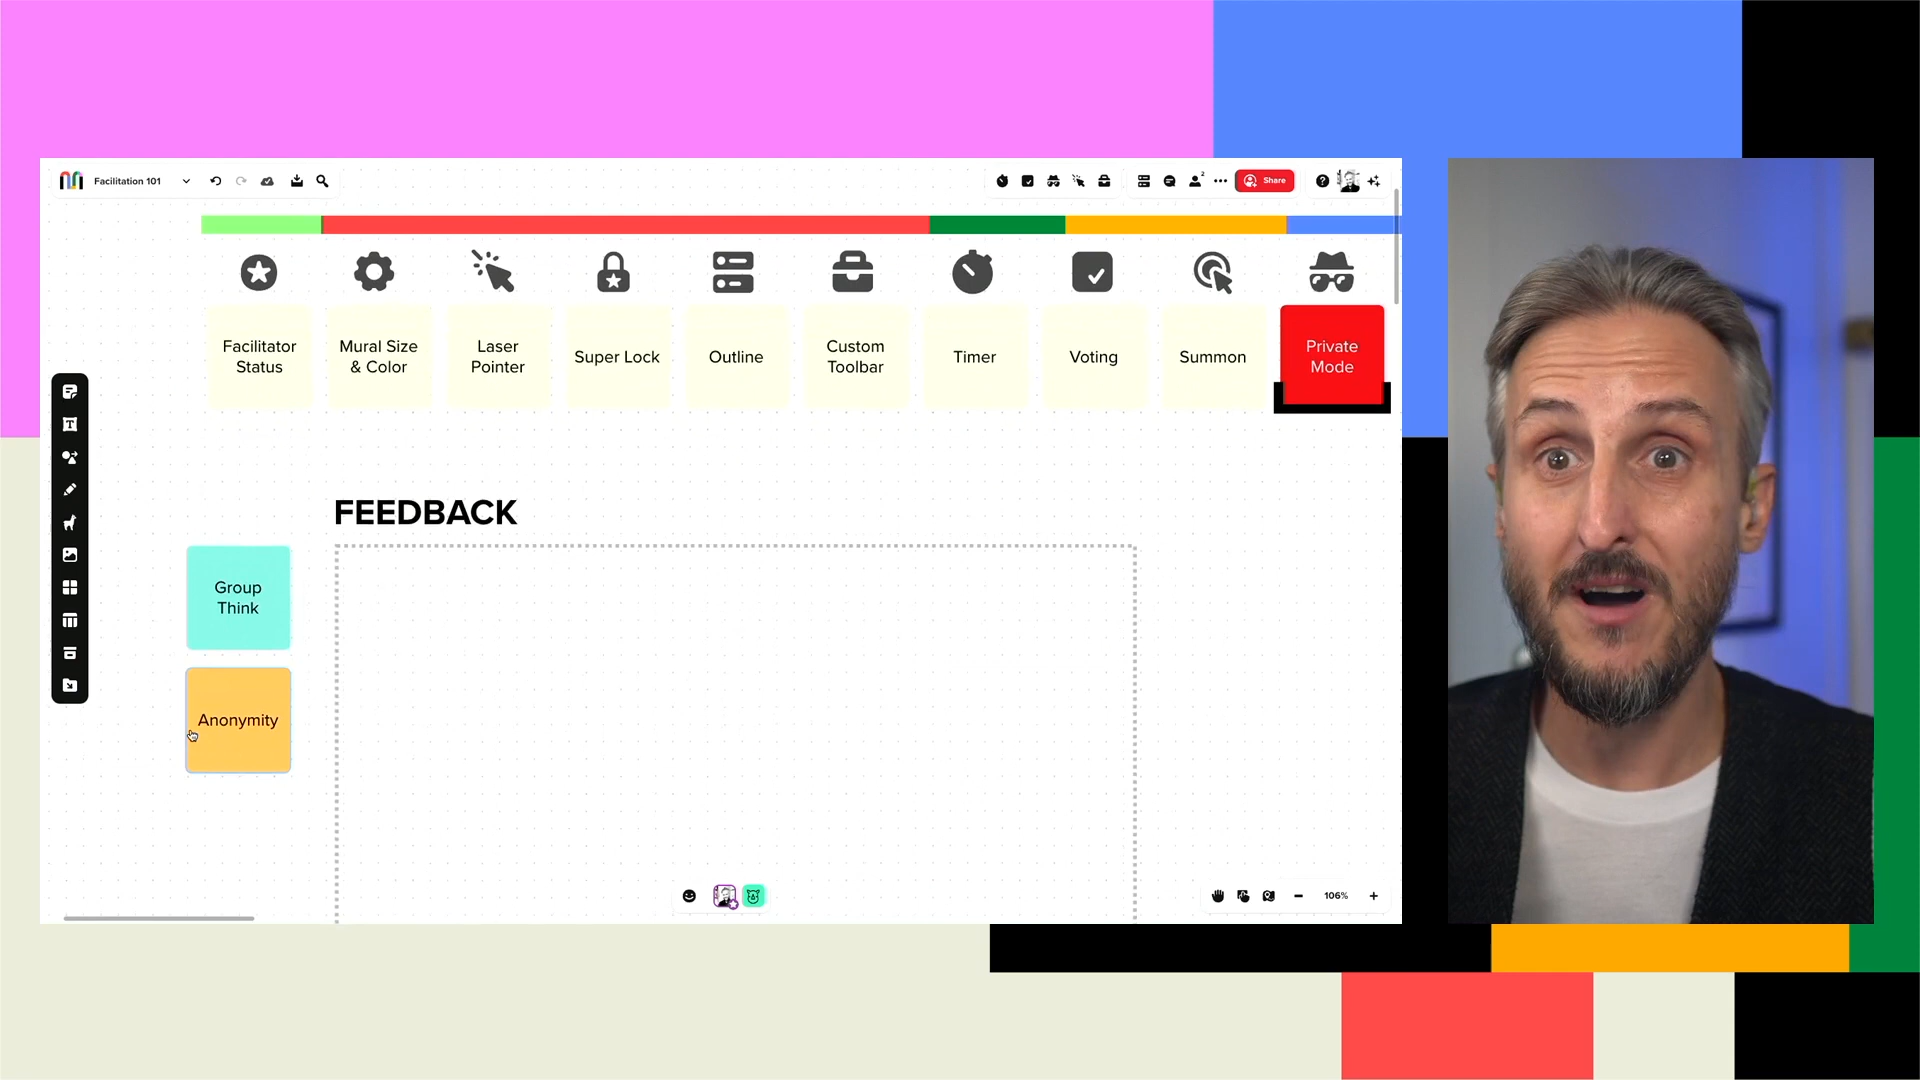 Facilitation 101
2
Share
Facilitator
Status
Mural Size
& Color
Laser
Pointer
Super Lock
Outline
Custom
Toolbar
Timer
Voting
Summon
Private
Mode
FEEDBACK
Group
Think
Anonymity
106%